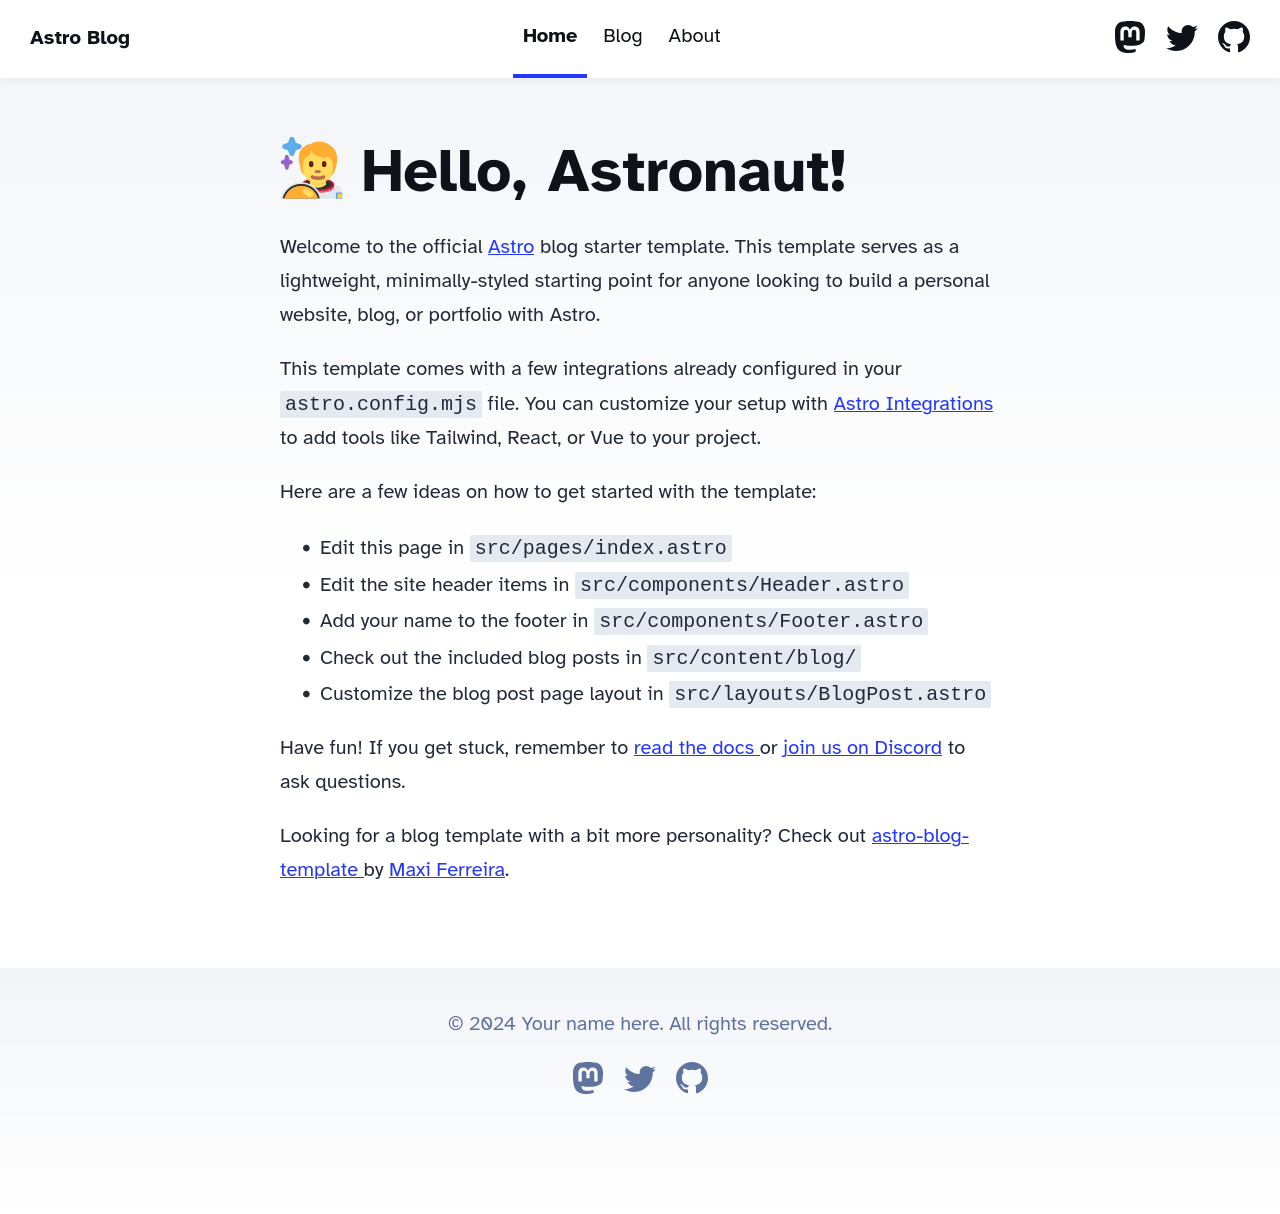 Astro Blog
Home Blog About
🧑‍🚀 Hello, Astronaut!
Welcome to the official Astro blog starter template. This template serves as a
lightweight, minimally-styled starting point for anyone looking to build a personal
website, blog, or portfolio with Astro.
This template comes with a few integrations already configured in your
astro.config.mjs file. You can customize your setup with Astro Integrations
to add tools like Tailwind, React, or Vue to your project.
Here are a few ideas on how to get started with the template:
• Edit this page in src/pages/index.astro
• Edit the site header items in src/components/Header.astro
• Add your name to the footer in src/components/Footer.astro
• Check out the included blog posts in src/content/blog/
• Customize the blog post page layout in src/layouts/BlogPost.astro
Have fun! If you get stuck, remember to read the docs or join us on Discord to
ask questions.
Looking for a blog template with a bit more personality? Check out astro-blog-
template by Maxi Ferreira.
© 2024 Your name here. All rights reserved.